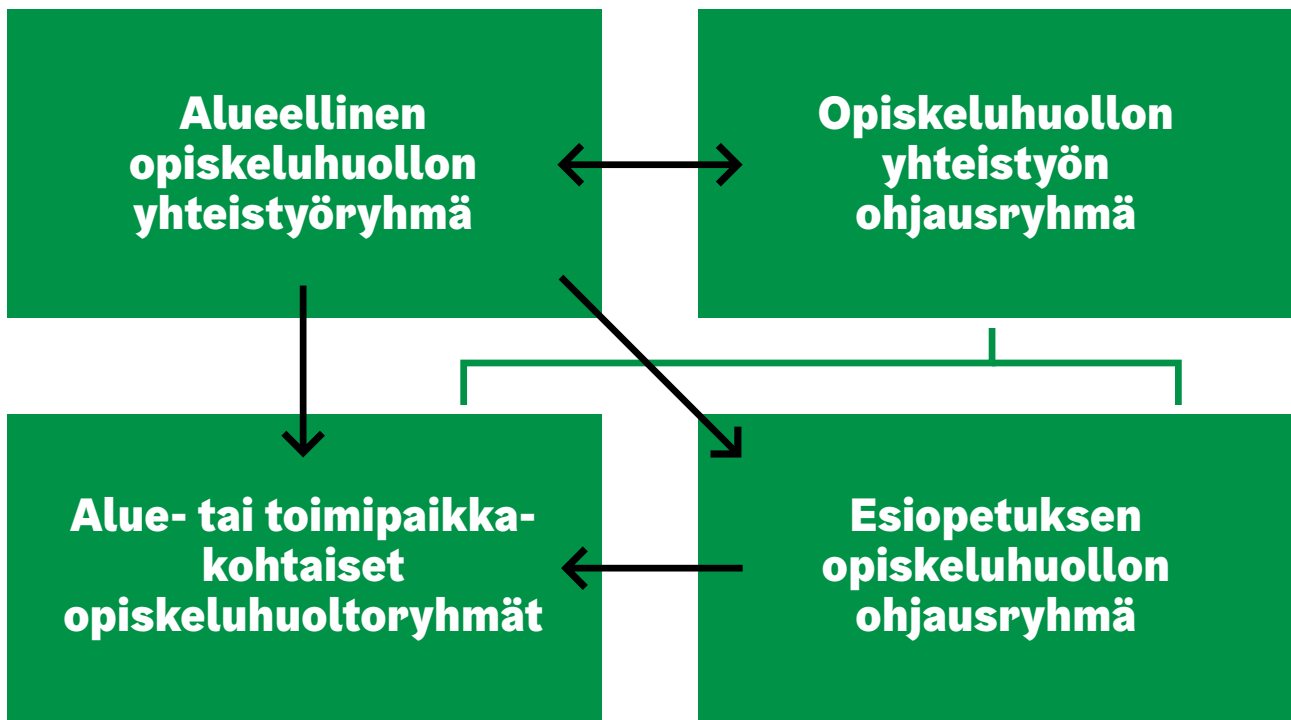 Alueellinen
opiskeluhuollon
yhteistyöryhmä
Opiskeluhuollon
yhteistyön
ohjausryhmä
Alue- tai toimipaikka-
kohtaiset
opiskeluhuoltoryhmät
Esiopetuksen
opiskeluhuollon
ohjausryhmä